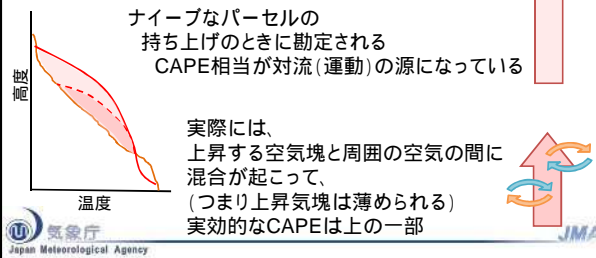 ナイーブなパーセルの
持ち上げのときに勘定される
CAPE相当が対流(運動)の源になっている
高度
温度
実際には、
上昇する空気塊と周囲の空気の間に
混合が起こって、
(つまり上昇気塊は薄められる)
実効的なCAPEは上の一部
気象庁
Japan Meteorological Agency
JMA